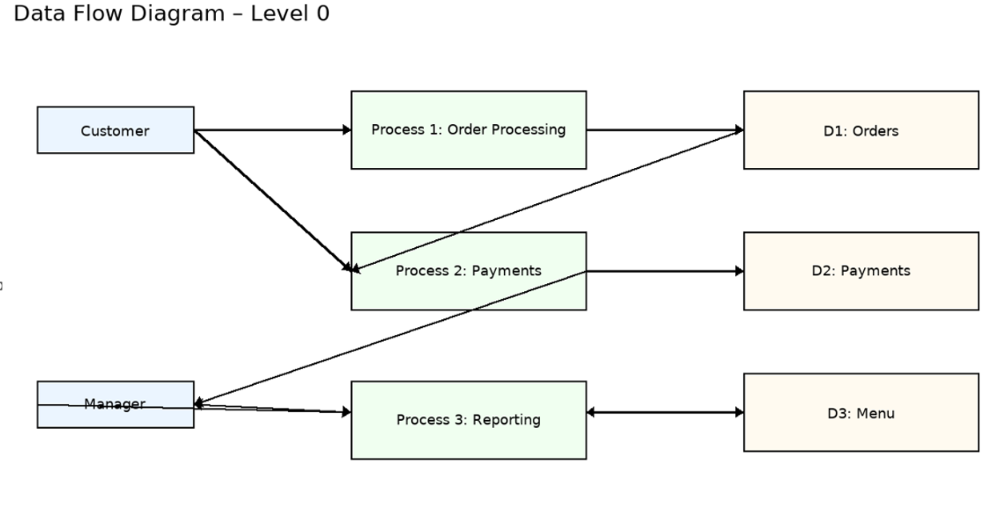 Data Flow Diagram – Level 0
Customer
Process 1: Order Processing
D1: Orders
Process 2: Payments
D2: Payments
Manager
Process 3: Reporting
D3: Menu